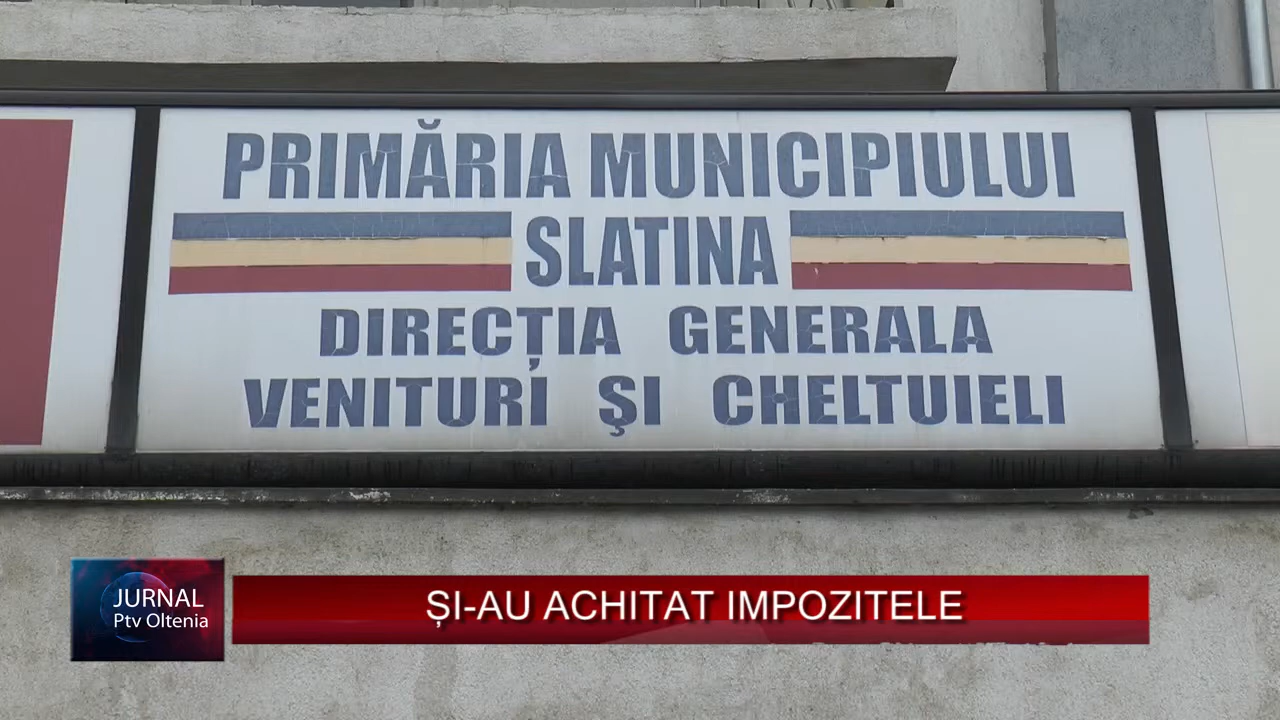 PRIMĂRIA MUNICIPIULUI
SLATINA
DIRECȚIA GENERALA
VENITURI ŞI CHELTUIELI
JURNAL
Ptv Oltenia
ȘI-AU ACHITAT IMPOZITELE